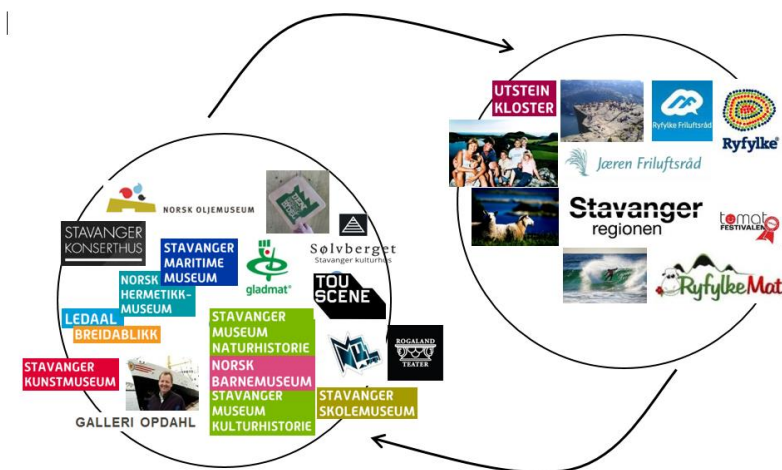 NORSK OLJEMUSEUM
STAVANGER
KONSERTHUS
STAVANGER
MARITIME
MUSEUM
gladmat®
Sølvberget
Stavanger kulturhus
NORSK
HERMETIKK-
MUSEUM
TOU
SCENE
LEDAAL
BREIDABLIKK
STAVANGER
MUSEUM
NATURHISTORIE
ROGALAND
TEATER
STAVANGER
KUNSTMUSEUM
NORSK
BARNEMUSEUM
STAVANGER
MUSEUM
KULTURHISTORIE
STAVANGER
SKOLEMUSEUM
GALLERI OPDAHL
UTSTEIN
KLOSTER
Ryfylke Friluftsråd
Ryfylke®
Jæren Friluftsråd
Stavanger
regionen
tomat
FESTIVALEN
RyfylkeMat